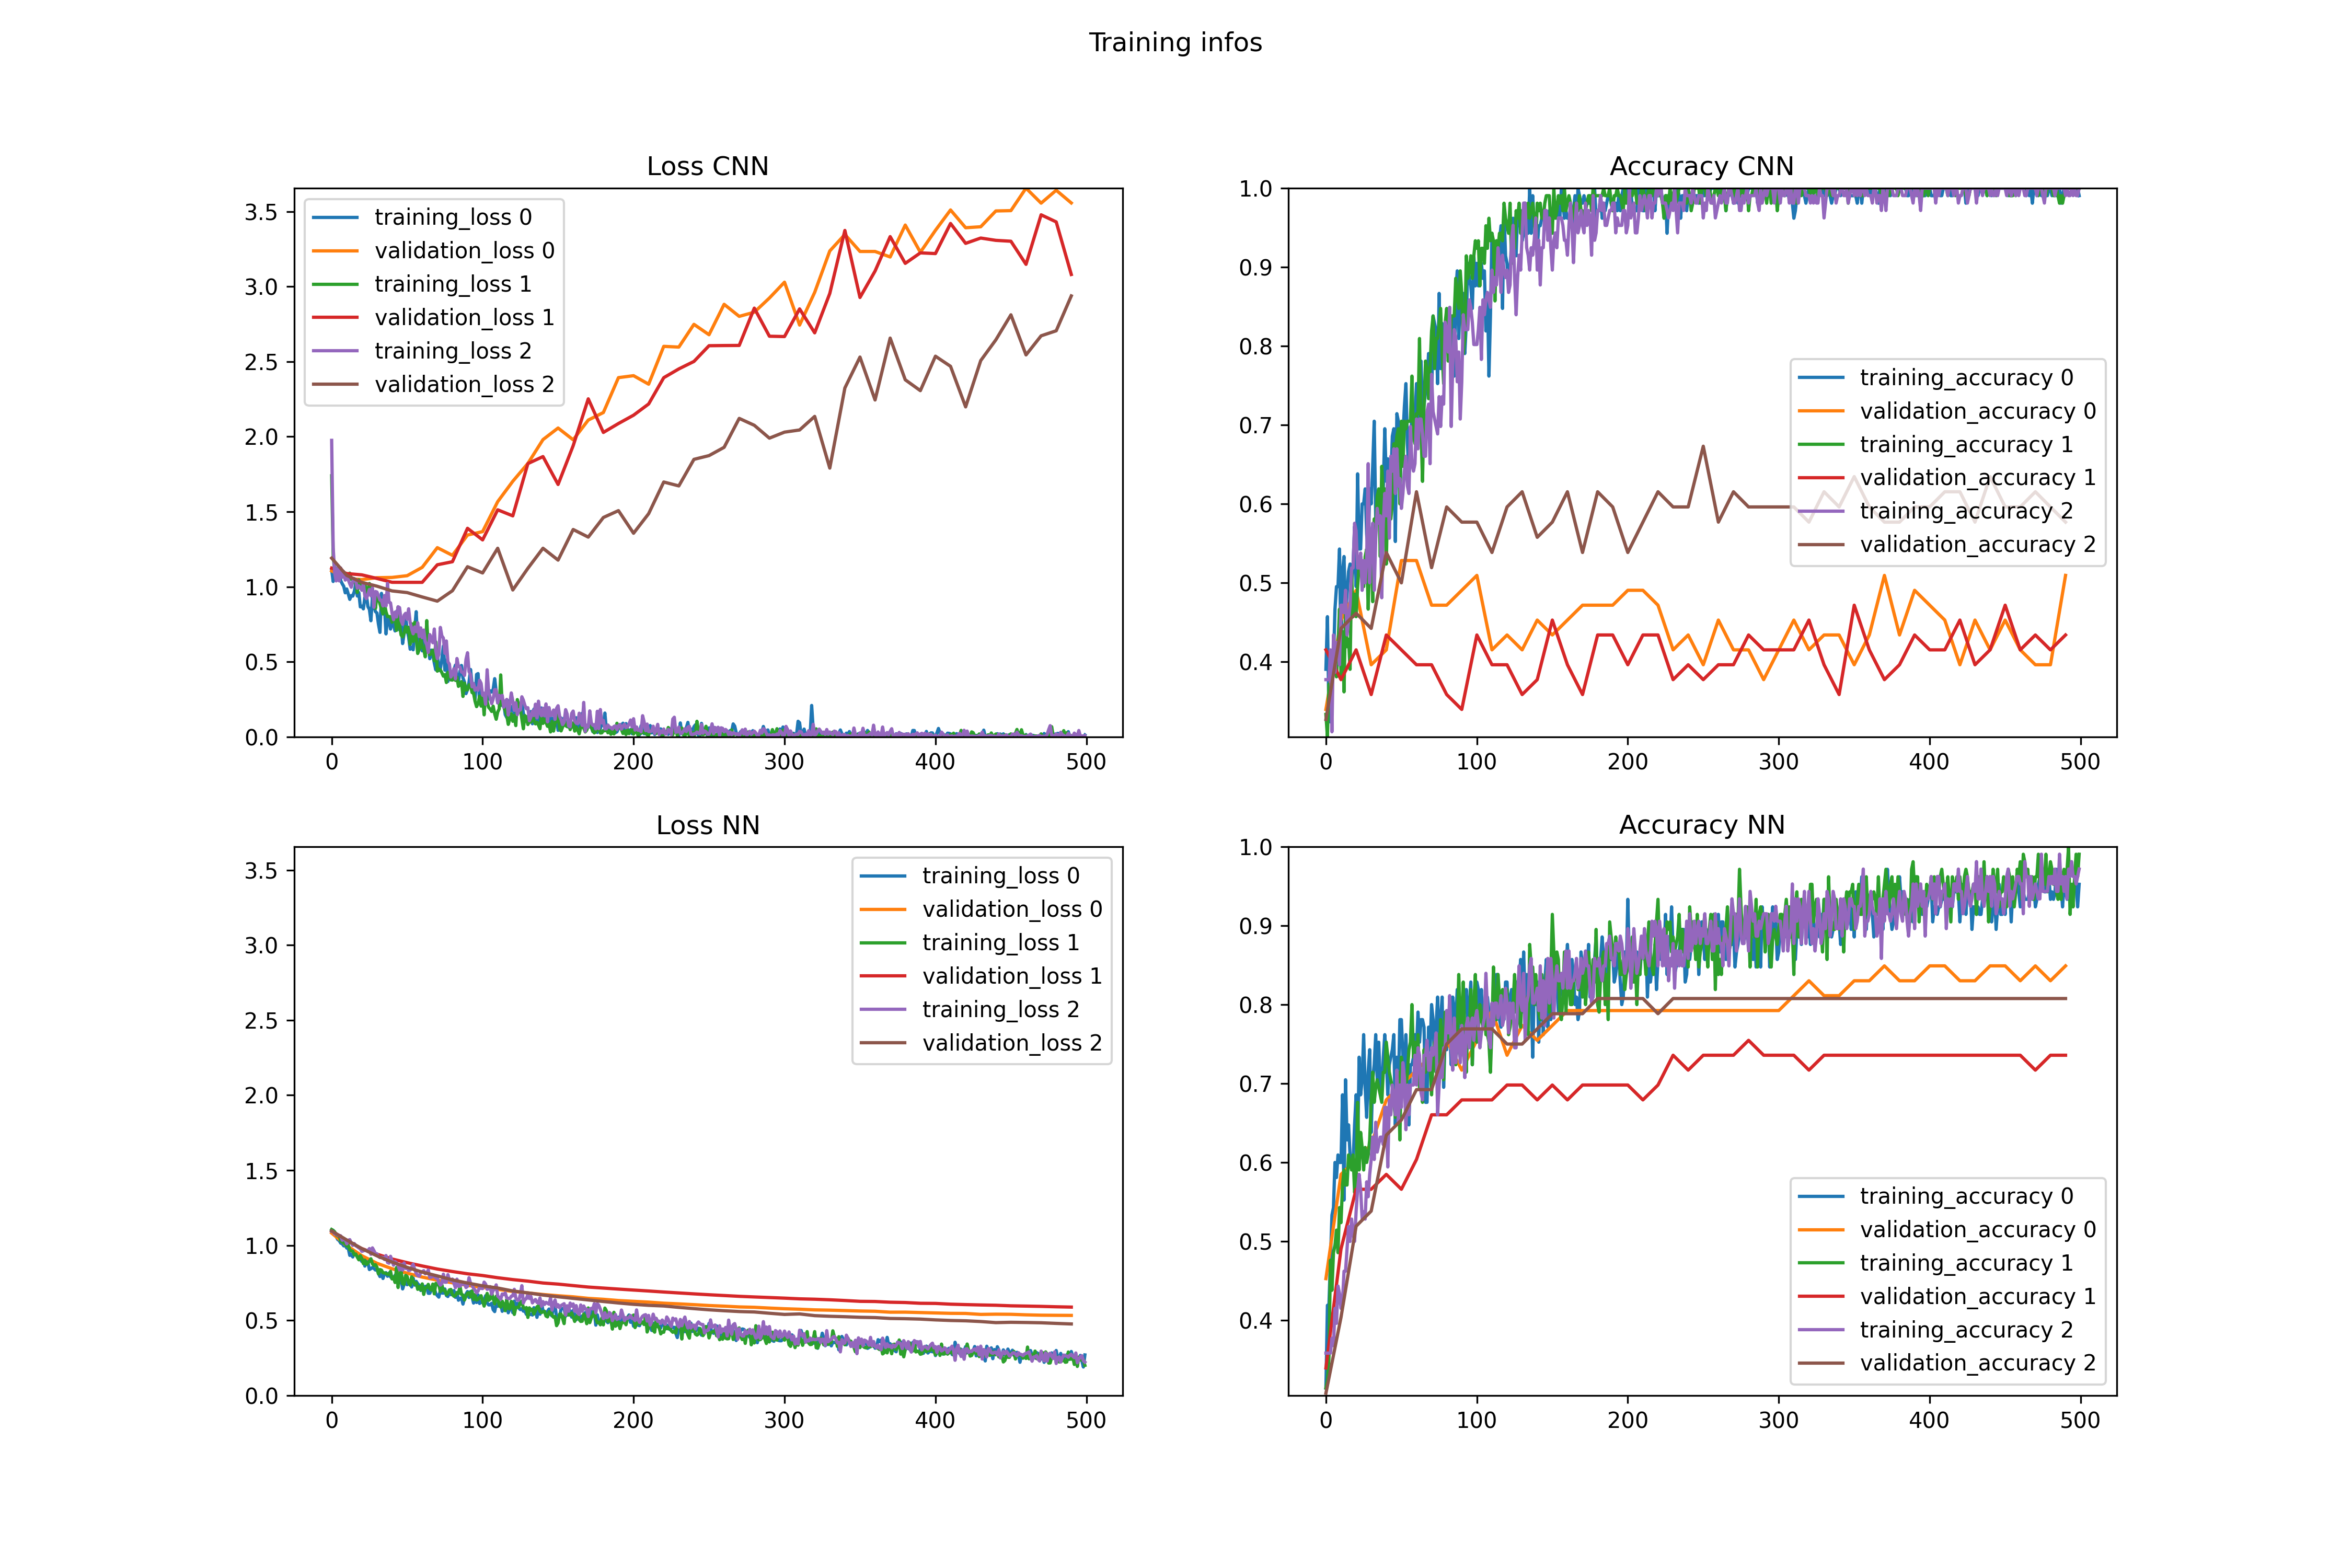 Training infos
Loss CNN
3.5
3.0
2.5
2.0
1.5
1.0
0.5
0.0
0
100
200
300
400
500
training_loss 0
validation_loss 0
training_loss 1
validation_loss 1
training_loss 2
validation_loss 2
Accuracy CNN
1.0
0.9
0.8
0.7
0.6
0.5
0.4
0
100
200
300
400
500
training_accuracy 0
validation_accuracy 0
training_accuracy 1
validation_accuracy 1
training_accuracy 2
validation_accuracy 2
Loss NN
3.5
3.0
2.5
2.0
1.5
1.0
0.5
0.0
0
100
200
300
400
500
training_loss 0
validation_loss 0
training_loss 1
validation_loss 1
training_loss 2
validation_loss 2
Accuracy NN
1.0
0.9
0.8
0.7
0.6
0.5
0.4
0
100
200
300
400
500
training_accuracy 0
validation_accuracy 0
training_accuracy 1
validation_accuracy 1
training_accuracy 2
validation_accuracy 2